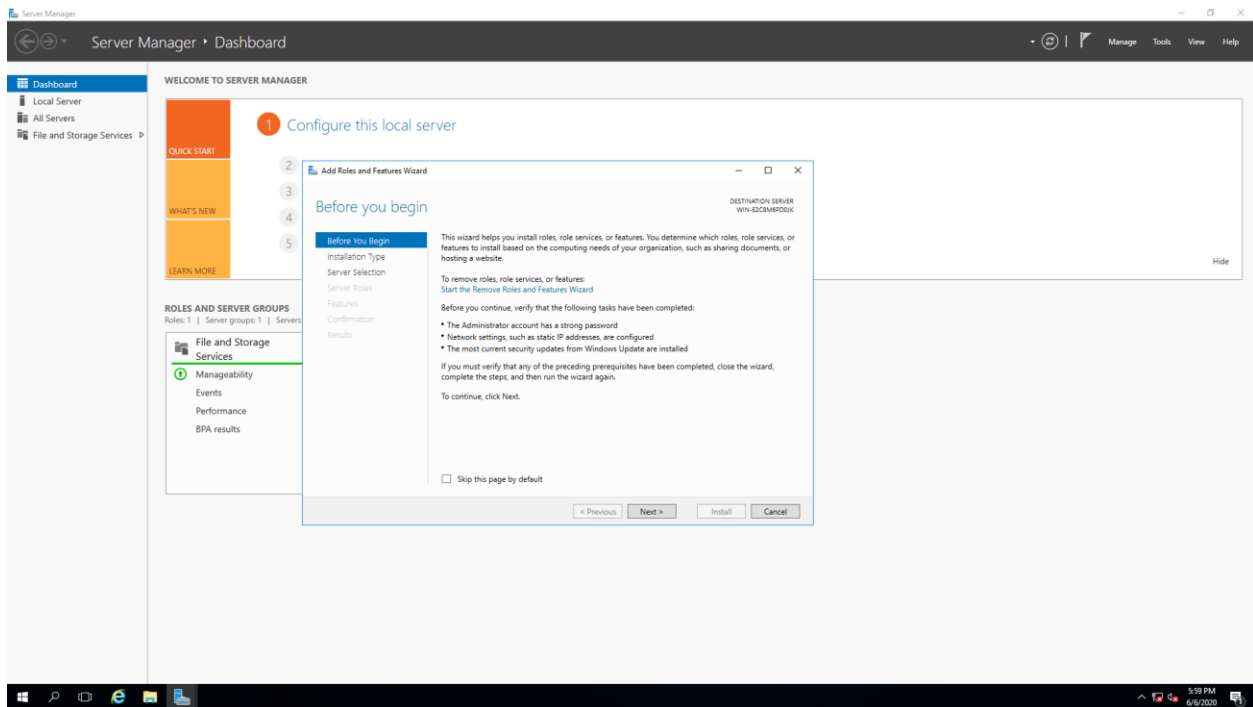 Server Manager
Server Manager • Dashboard
Manage Tools View Help
Dashboard
Local Server
All Servers
File and Storage Services
WELCOME TO SERVER MANAGER
QUICK START
WHAT'S NEW
LEARN MORE
1 Configure this local server
2
3
4
5
Hide
ROLES AND SERVER GROUPS
Roles: 1 | Server groups: 1 | Servers
File and Storage
Services
Manageability
Events
Performance
BPA results
Add Roles and Features Wizard
Before you begin
DESTINATION SERVER
Before You Begin
Installation Type
Server Selection
Server Roles
Features
Confirmation
Results
This wizard helps you install roles, role services, or features. You determine which roles, role services, or
features to install based on the computing needs of your organization, such as sharing documents, or
hosting a website.
To remove roles, role services, or features:
Start the Remove Roles and Features Wizard
Before you continue, verify that the following tasks have been completed:
• The Administrator account has a strong password
• Network settings, such as static IP addresses, are configured
• The most current security updates from Windows Update are installed
If you must verify that any of the preceding prerequisites have been completed, close the wizard,
complete the steps, and then run the wizard again.
To continue, click Next.
Skip this page by default
< Previous Next > Install Cancel
5:59 PM
6/6/2020